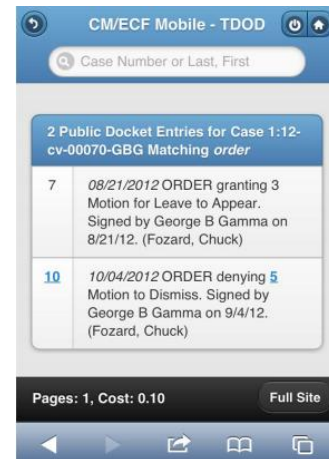 CM/ECF Mobile - TDOD
Case Number or Last, First
2 Public Docket Entries for Case 1:12-
cv-00070-GBG Matching order
7
08/21/2012 ORDER granting 3
Motion for Leave to Appear.
Signed by George B Gamma on
8/21/12. (Fozard, Chuck)
10
10/04/2012 ORDER denying 5
Motion to Dismiss. Signed by
George B Gamma on 9/4/12.
(Fozard, Chuck)
Pages: 1, Cost: 0.10
Full Site